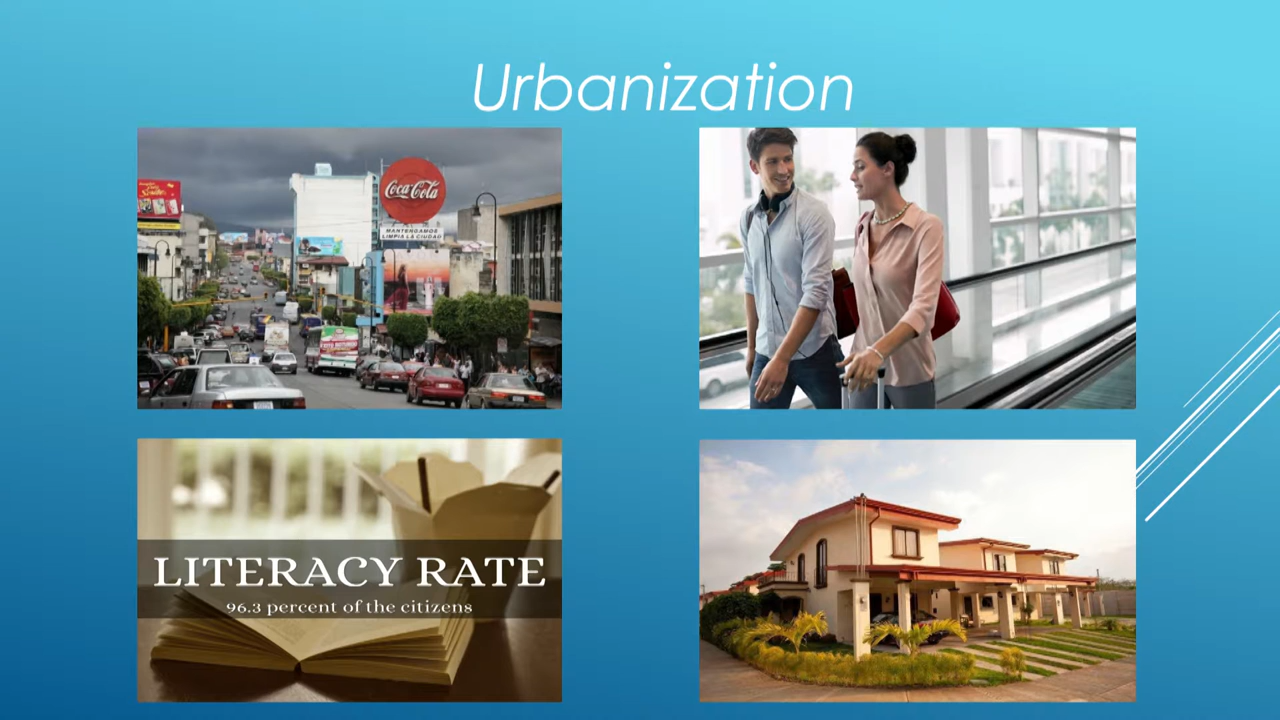 Urbanization
Coca-Cola
MANTENGAMOS
LIMPIA LA CIUDAD
LITERACY RATE
96.3 percent of the citizens